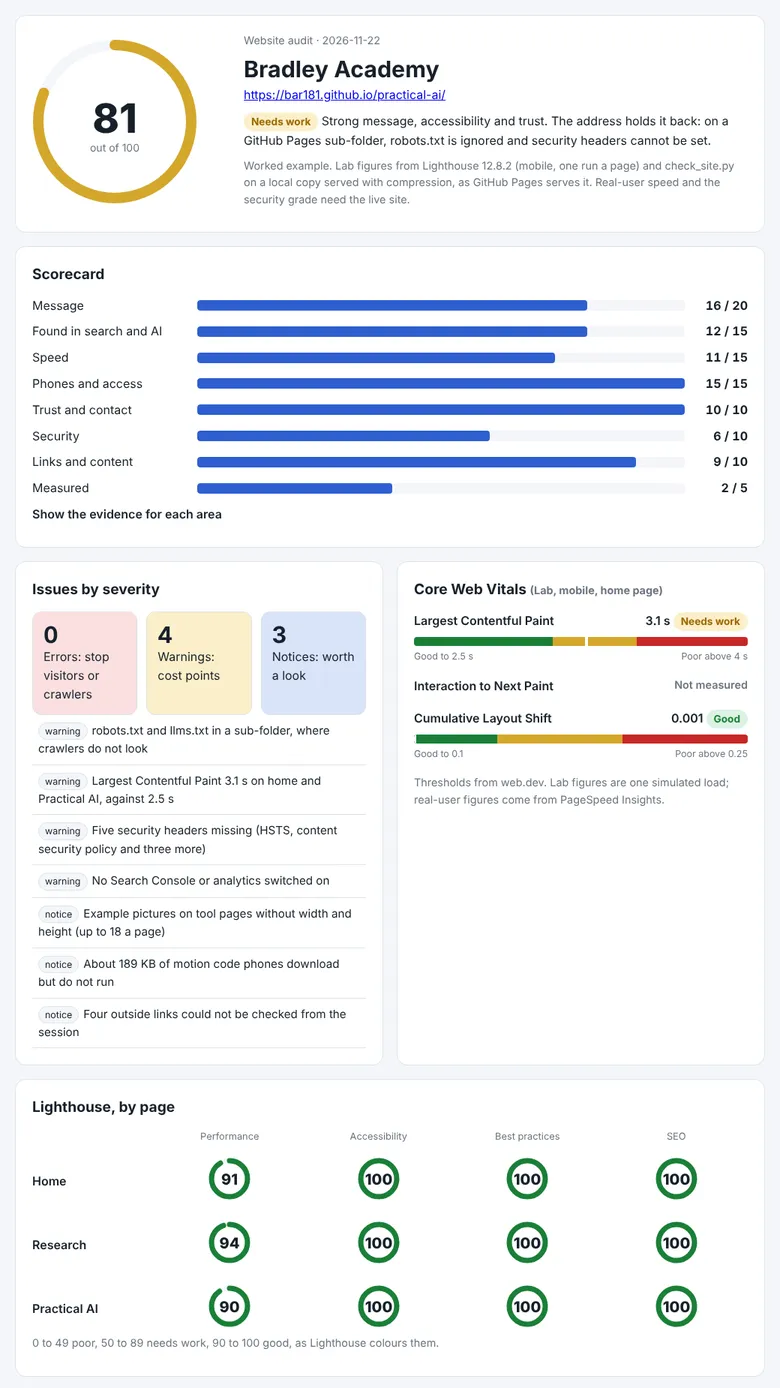 81
out of 100
Website audit · 2026-11-22
Bradley Academy
https://bar181.github.io/practical-ai/
Needs work Strong message, accessibility and trust. The address holds it back: on a
GitHub Pages sub-folder, robots.txt is ignored and security headers cannot be set.
Worked example. Lab figures from Lighthouse 12.8.2 (mobile, one run a page) and check_site.py
on a local copy served with compression, as GitHub Pages serves it. Real-user speed and the
security grade need the live site.
Scorecard
Message 16 / 20
Found in search and AI 12 / 15
Speed 11 / 15
Phones and access 15 / 15
Trust and contact 10 / 10
Security 6 / 10
Links and content 9 / 10
Measured 2 / 5
Show the evidence for each area
Issues by severity
0
Errors: stop
visitors or
crawlers
4
Warnings:
cost points
3
Notices: worth
a look
warning robots.txt and llms.txt in a sub-folder, where
crawlers do not look
warning Largest Contentful Paint 3.1 s on home and
Practical AI, against 2.5 s
warning Five security headers missing (HSTS, content
security policy and three more)
warning No Search Console or analytics switched on
notice Example pictures on tool pages without width and
height (up to 18 a page)
notice About 189 KB of motion code phones download
but do not run
notice Four outside links could not be checked from the
session
Core Web Vitals (Lab, mobile, home page)
Largest Contentful Paint 3.1 s Needs work
Good to 2.5 s Poor above 4 s
Interaction to Next Paint Not measured
Cumulative Layout Shift 0.001 Good
Good to 0.1 Poor above 0.25
Thresholds from web.dev. Lab figures are one simulated load;
real-user figures come from PageSpeed Insights.
Lighthouse, by page
Performance Accessibility Best practices SEO
Home 91 100 100 100
Research 94 100 100 100
Practical AI 90 100 100 100
0 to 49 poor, 50 to 89 needs work, 90 to 100 good, as Lighthouse colours them.